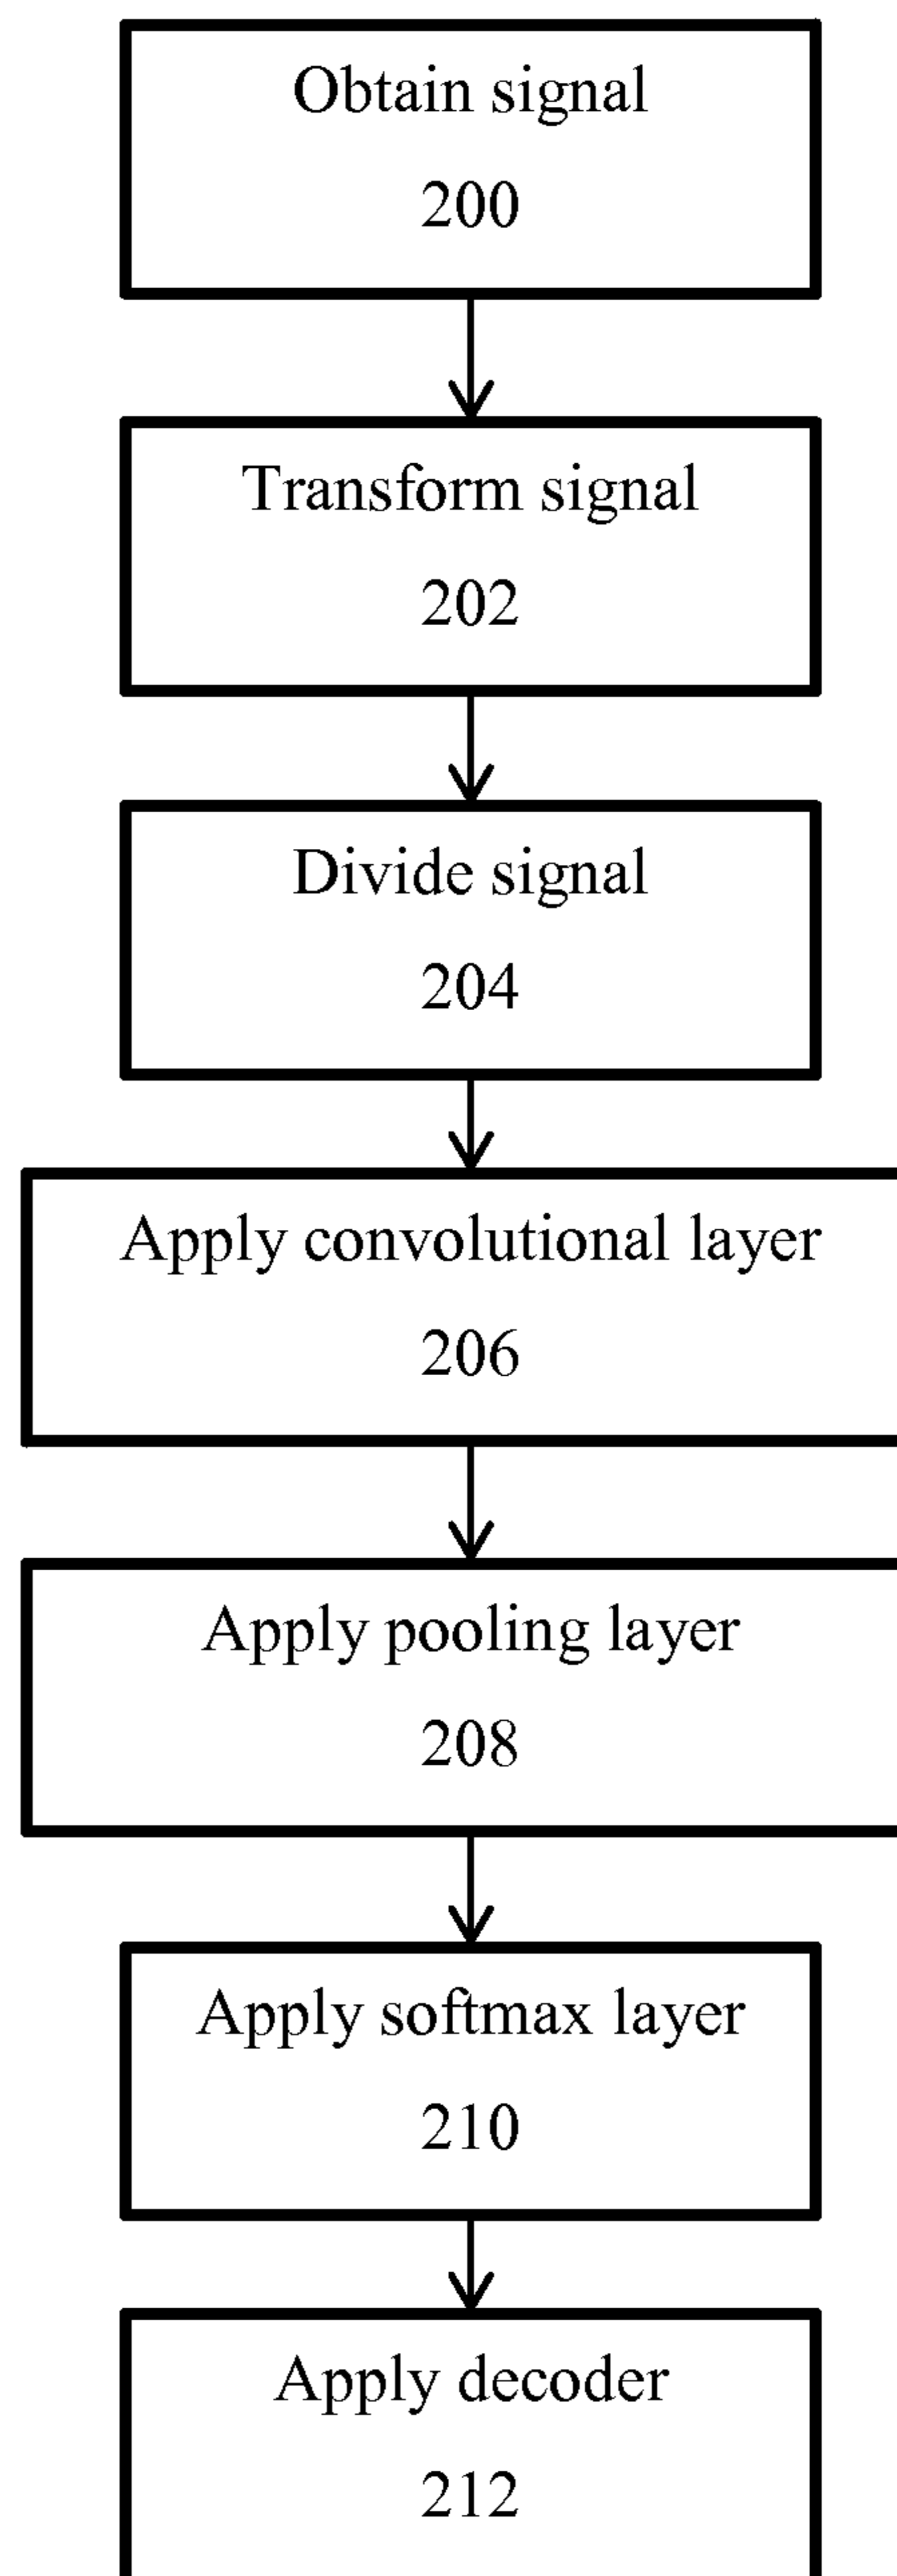 Obtain signal
200
Transform signal
202
Divide signal
204
Apply convolutional layer
206
Apply pooling layer
208
Apply softmax layer
210
Apply decoder
212